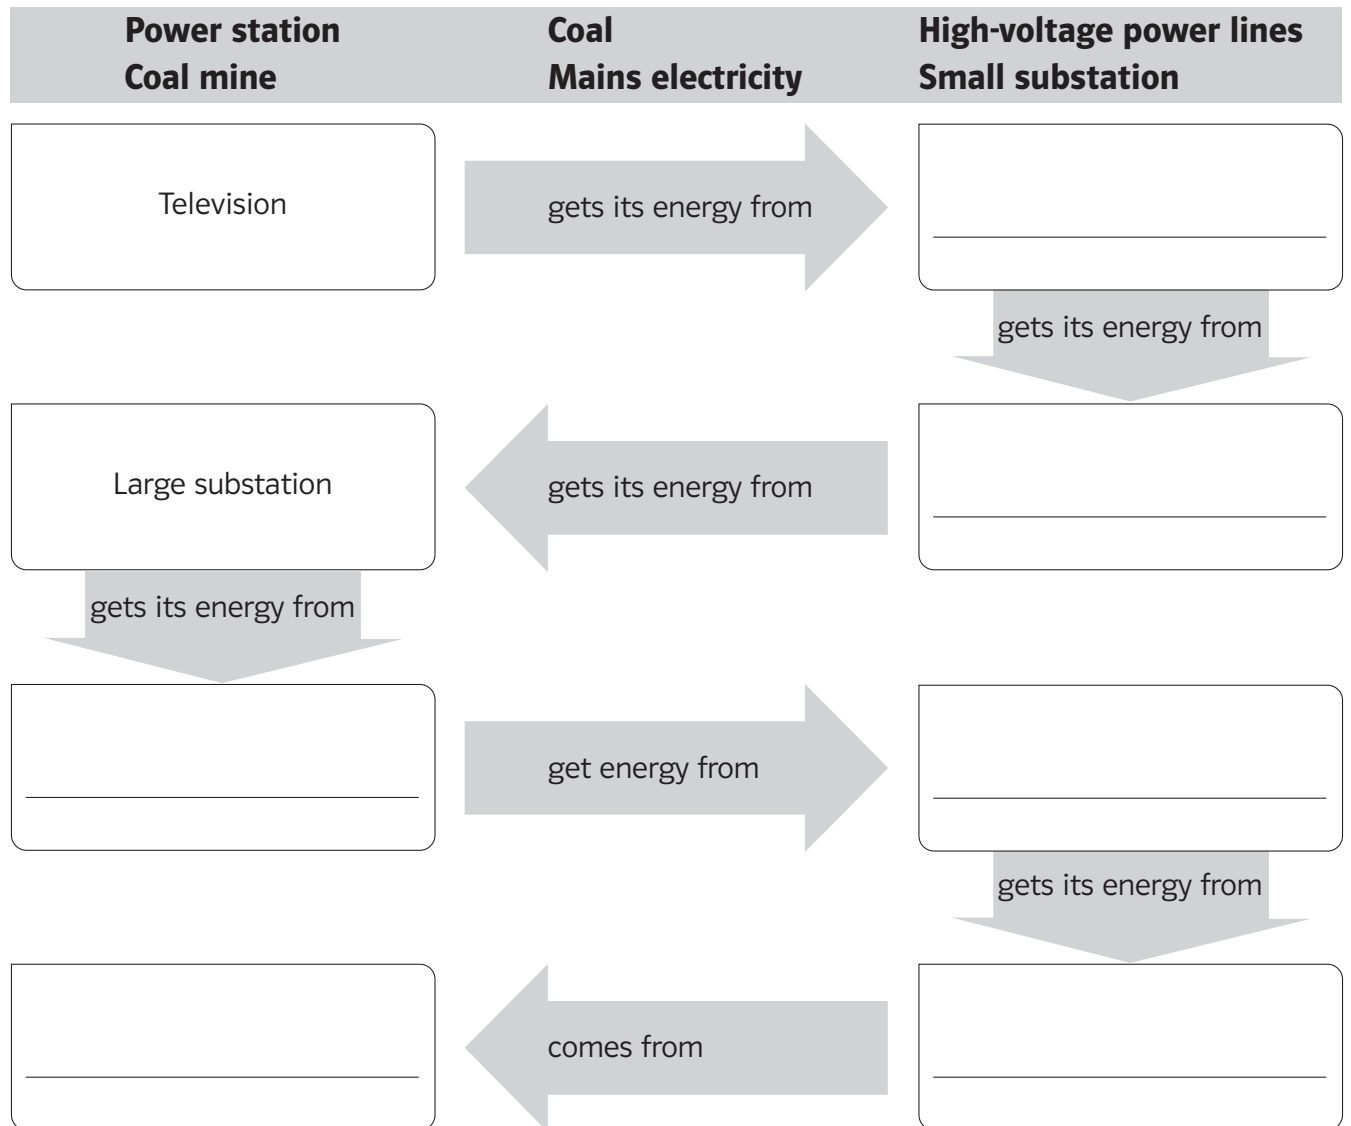 Power station
Coal mine
Coal
Mains electricity
High-voltage power lines
Small substation
Television
gets its energy from
gets its energy from
Large substation
gets its energy from
gets its energy from
get energy from
gets its energy from
comes from